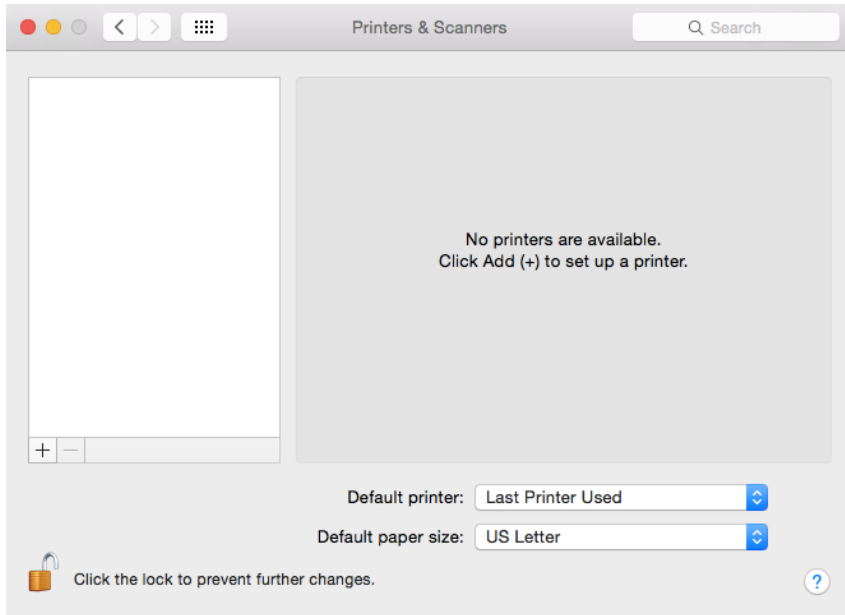 Printers & Scanners
Search
No printers are available.
Click Add (+) to set up a printer.
+ −
Default printer: Last Printer Used
Default paper size: US Letter
Click the lock to prevent further changes.
?